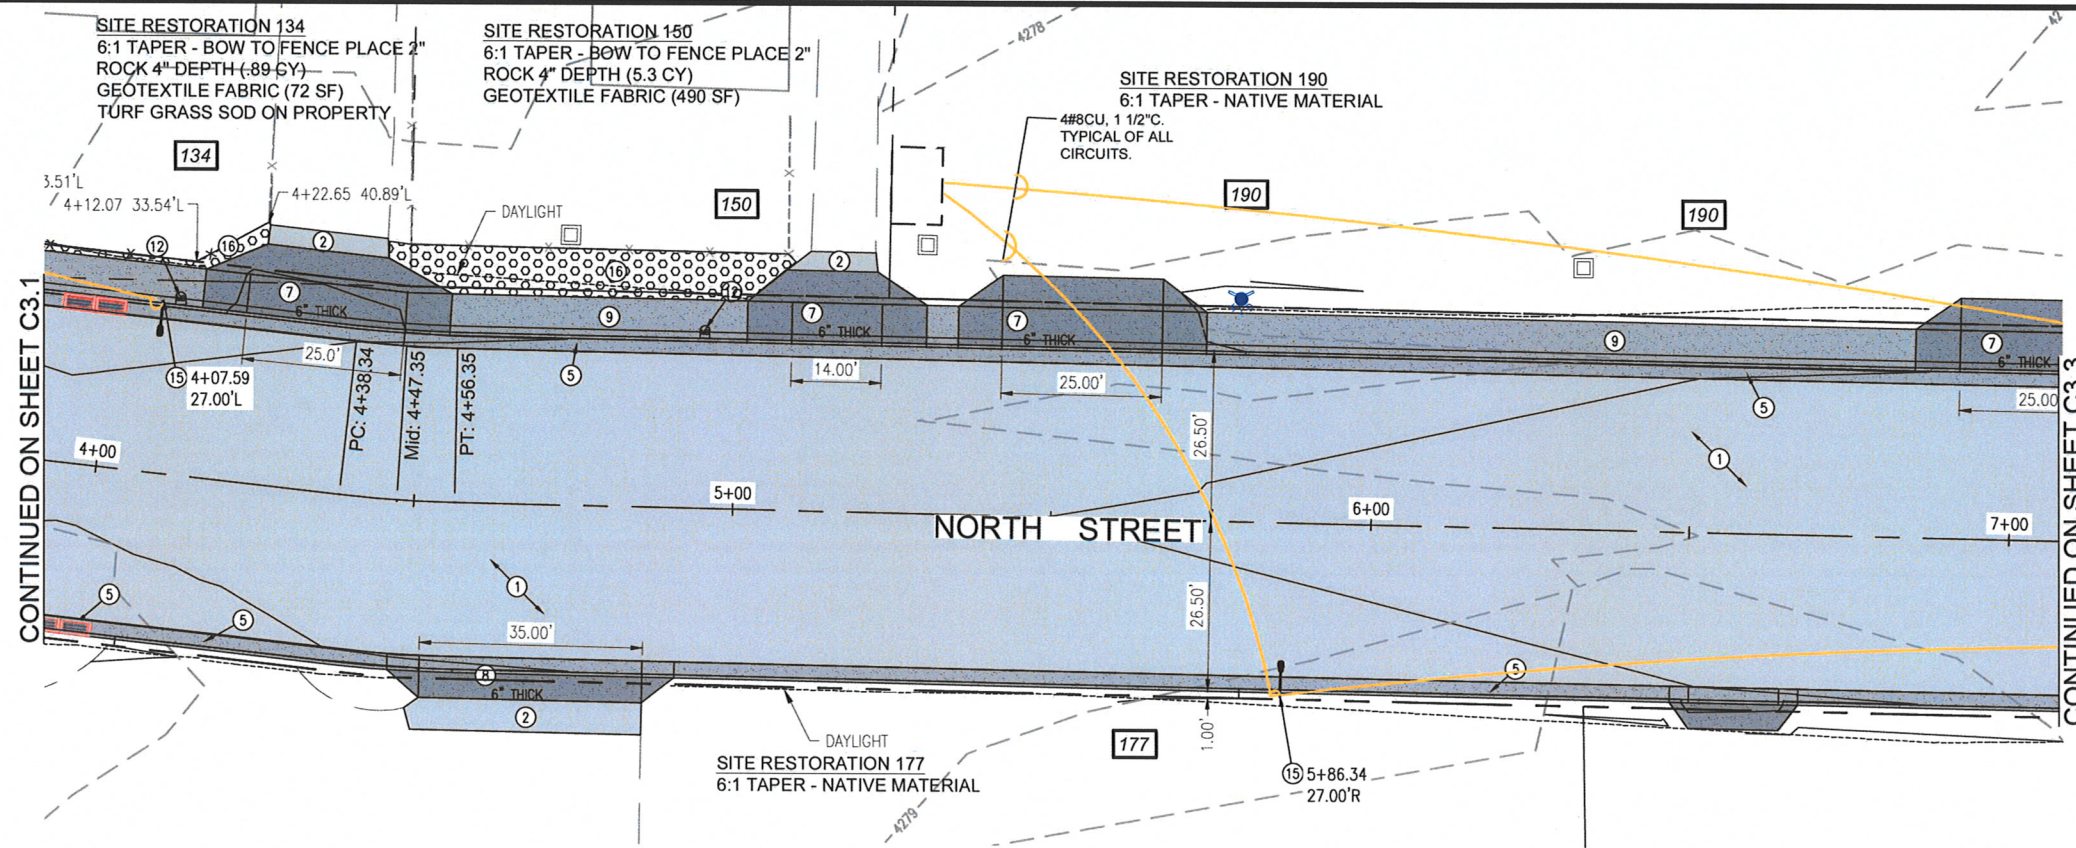 SITE RESTORATION 134
6:1 TAPER - BOW TO FENCE PLACE 2"
ROCK 4" DEPTH (.89 CY)
GEOTEXTILE FABRIC (72 SF)
TURF GRASS SOD ON PROPERTY
SITE RESTORATION 150
6:1 TAPER - BOW TO FENCE PLACE 2"
ROCK 4" DEPTH (5.3 CY)
GEOTEXTILE FABRIC (490 SF)
4278
SITE RESTORATION 190
6:1 TAPER - NATIVE MATERIAL
4#8CU, 1 1/2"C.
TYPICAL OF ALL
CIRCUITS.
42
134
150
190
190
3.51'L
4+12.07 33.54'L
4+22.65 40.89'L
DAYLIGHT
12
16
2
16
2
12
7
6" THICK
9
7
6" THICK
7
6" THICK
9
7
6" THICK
CONTINUED ON SHEET C3.1
15 4+07.59
27.00'L
25.0'
PC: 4+38.34
Mid: 4+47.35
PT: 4+56.35
5
14.00'
25.00'
26.50'
5
25.00
1
4+00
5+00
NORTH STREET
6+00
7+00
CONTINUED ON SHEET C3.3
5
5
1
35.00'
26.50'
8
6" THICK
2
5
DAYLIGHT
SITE RESTORATION 177
6:1 TAPER - NATIVE MATERIAL
177
1.00'
15 5+86.34
27.00'R
4279